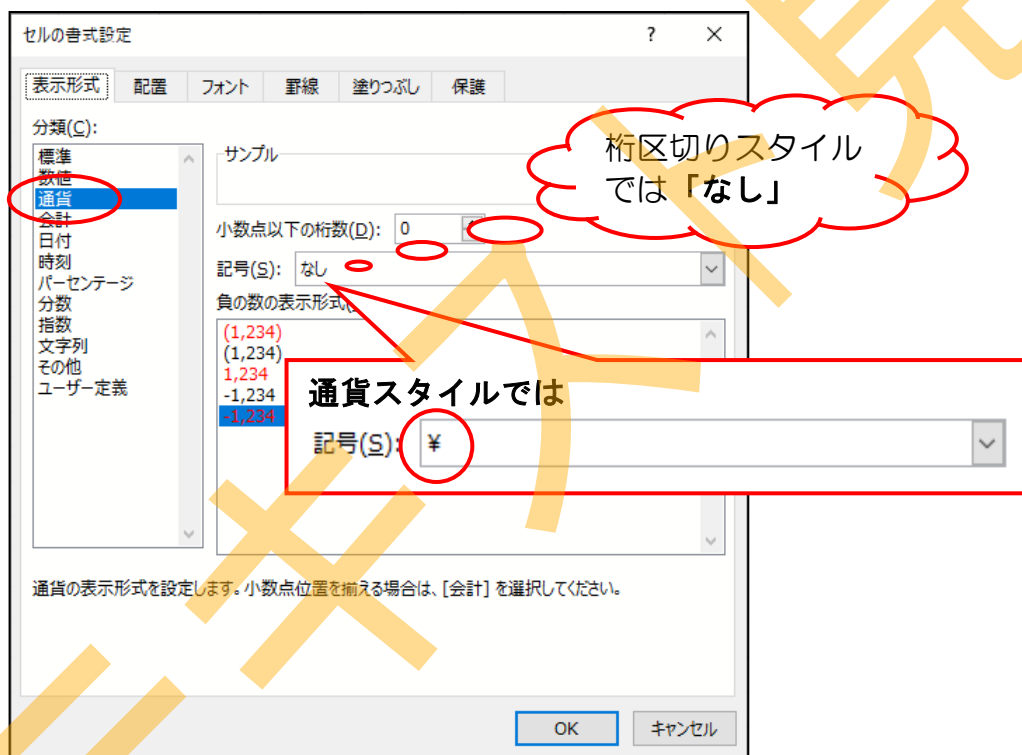 セルの書式設定
?
×
表示形式 配置 フォント 罫線 塗りつぶし 保護
分類(C):
標準
数値
通貨
会計
日付
時刻
パーセンテージ
分数
指数
文字列
その他
ユーザー定義
サンプル
小数点以下の桁数(D): 0
記号(S): なし
負の数の表示形式
(1,234)
(1,234)
1,234
-1,234
-1,234
桁区切りスタイル
では「なし」
通貨スタイルでは
記号(S): ¥
通貨の表示形式を設定します。小数点位置を揃える場合は、[会計] を選択してください。
OK キャンセル